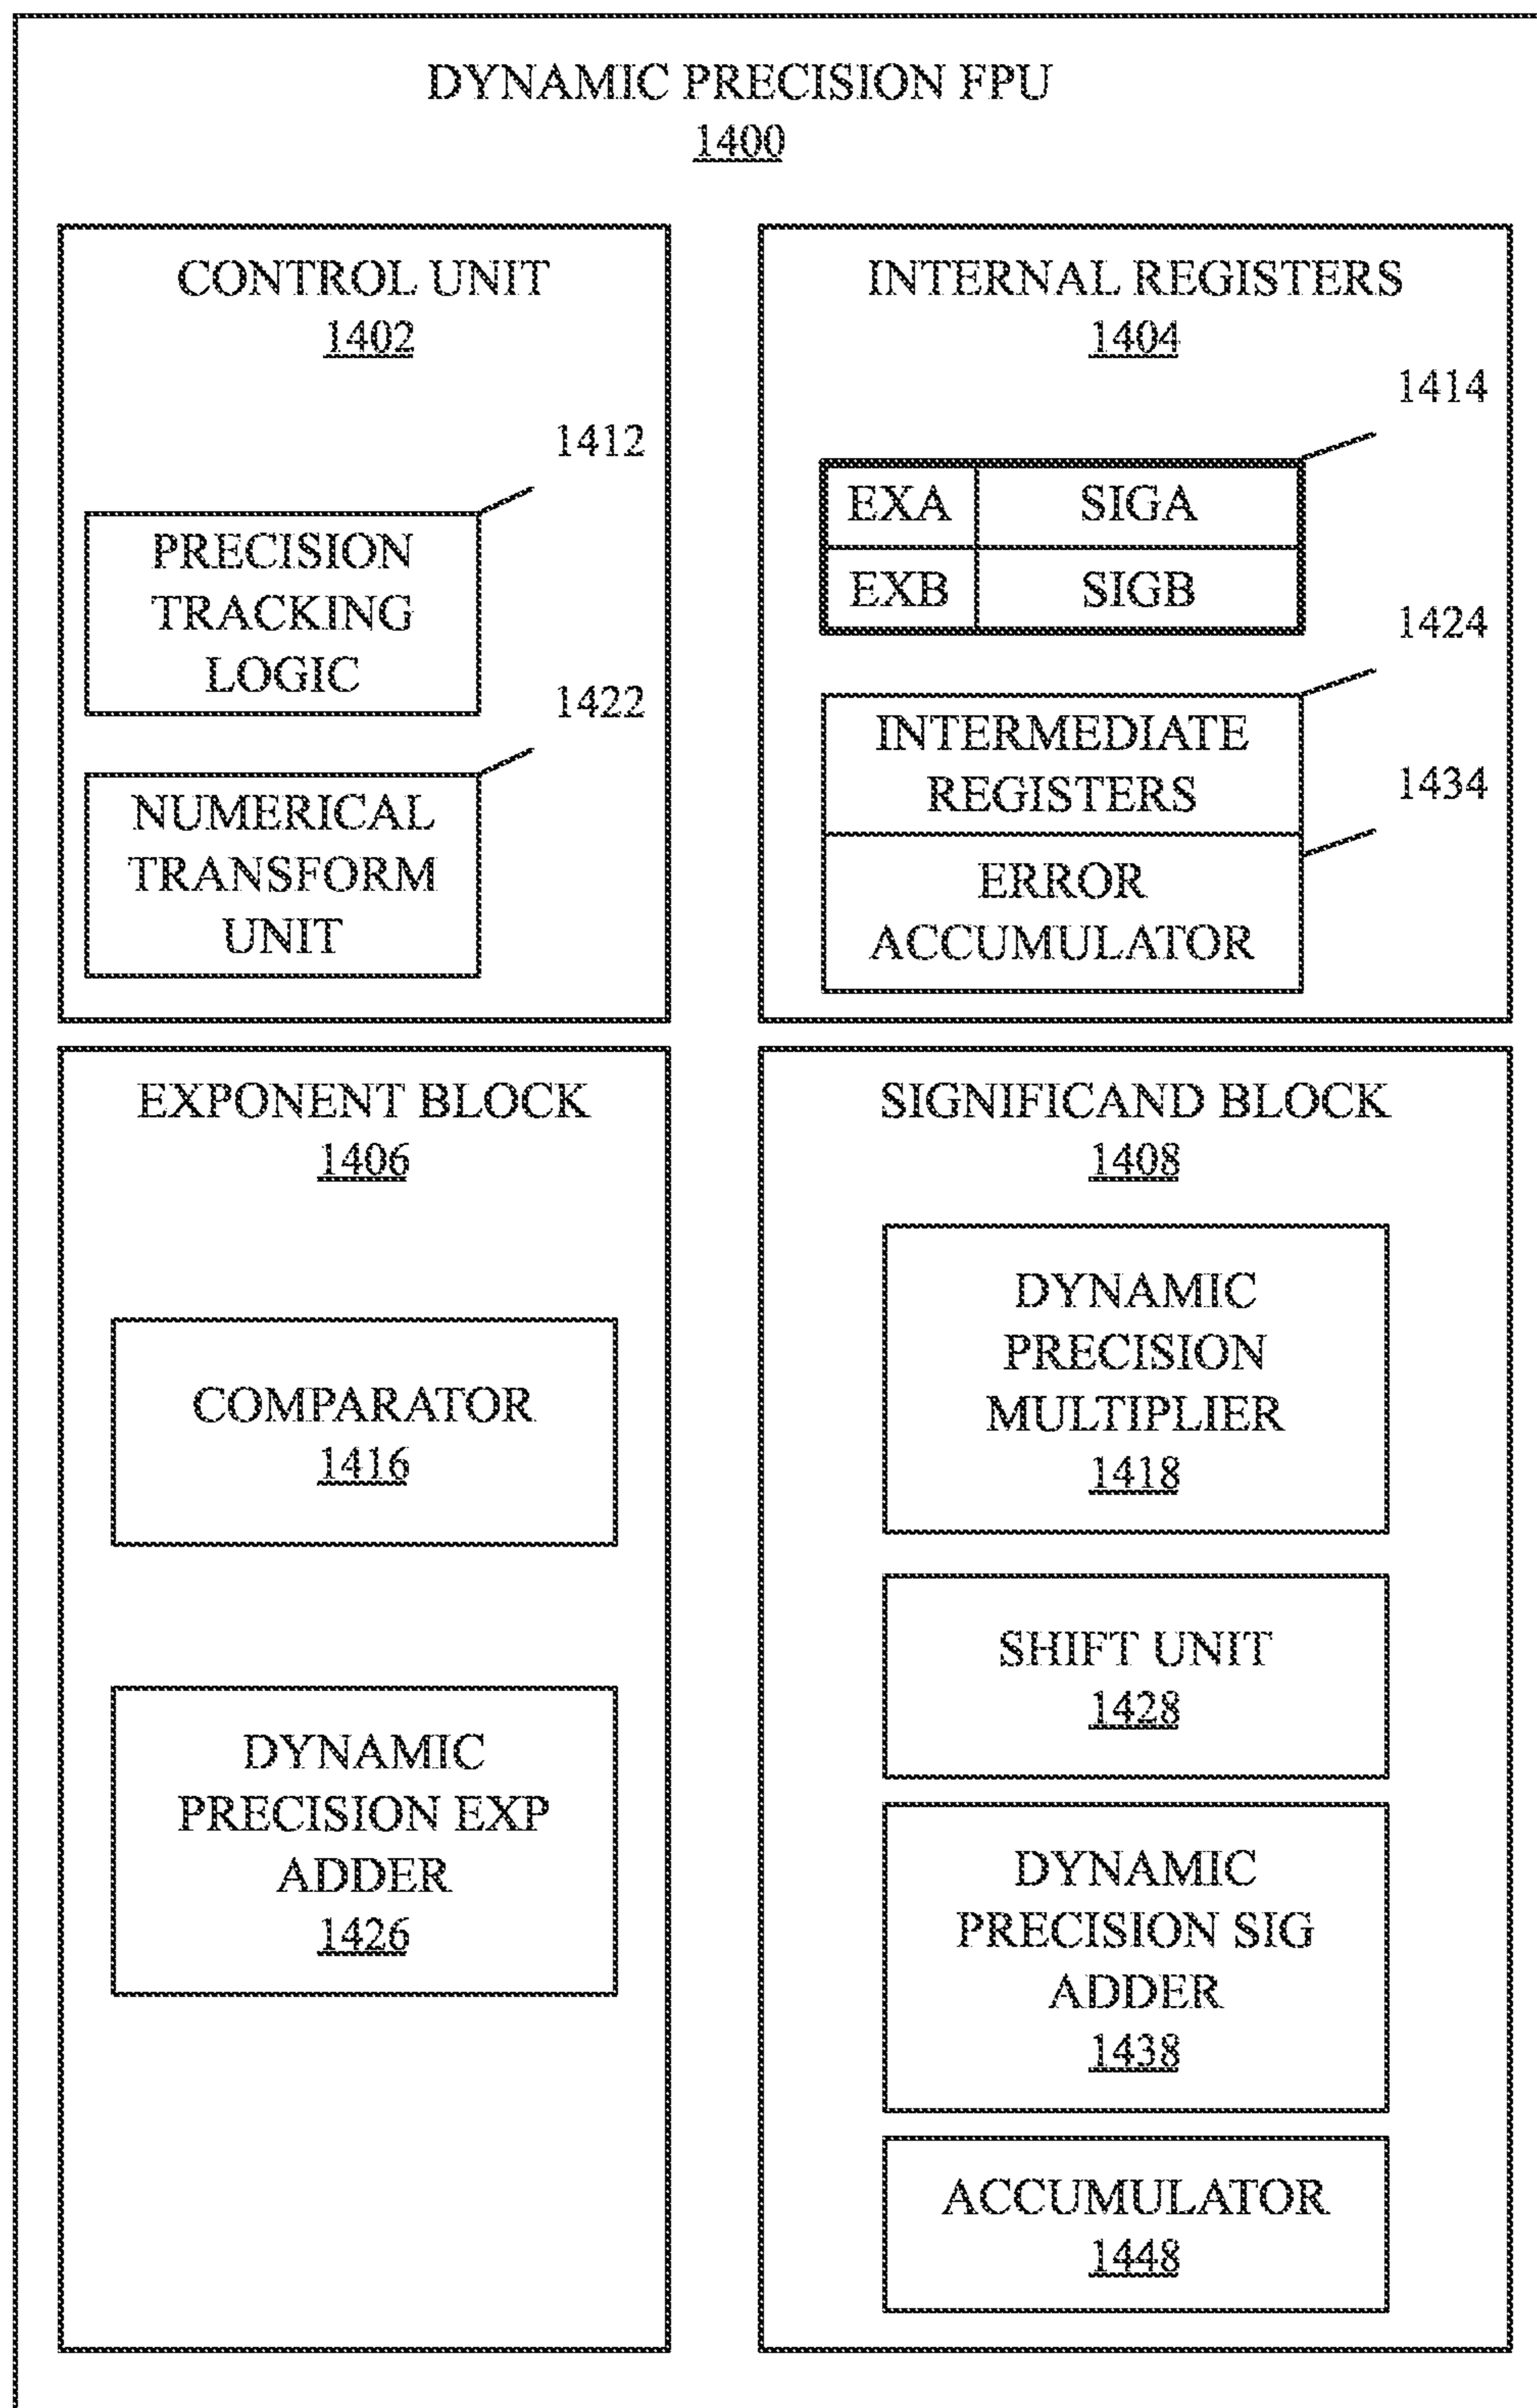 DYNAMIC PRECISION FPU
1400
CONTROL UNIT
1402
1412
PRECISION
TRACKING
LOGIC
1422
NUMERICAL
TRANSFORM
UNIT
INTERNAL REGISTERS
1404
1414
EXA SIGA
EXB SIGB
1424
INTERMEDIATE
REGISTERS
1434
ERROR
ACCUMULATOR
EXPONENT BLOCK
1406
COMPARATOR
1416
DYNAMIC
PRECISION EXP
ADDER
1426
SIGNIFICAND BLOCK
1408
DYNAMIC
PRECISION
MULTIPLIER
1418
SHIFT UNIT
1428
DYNAMIC
PRECISION SIG
ADDER
1438
ACCUMULATOR
1448